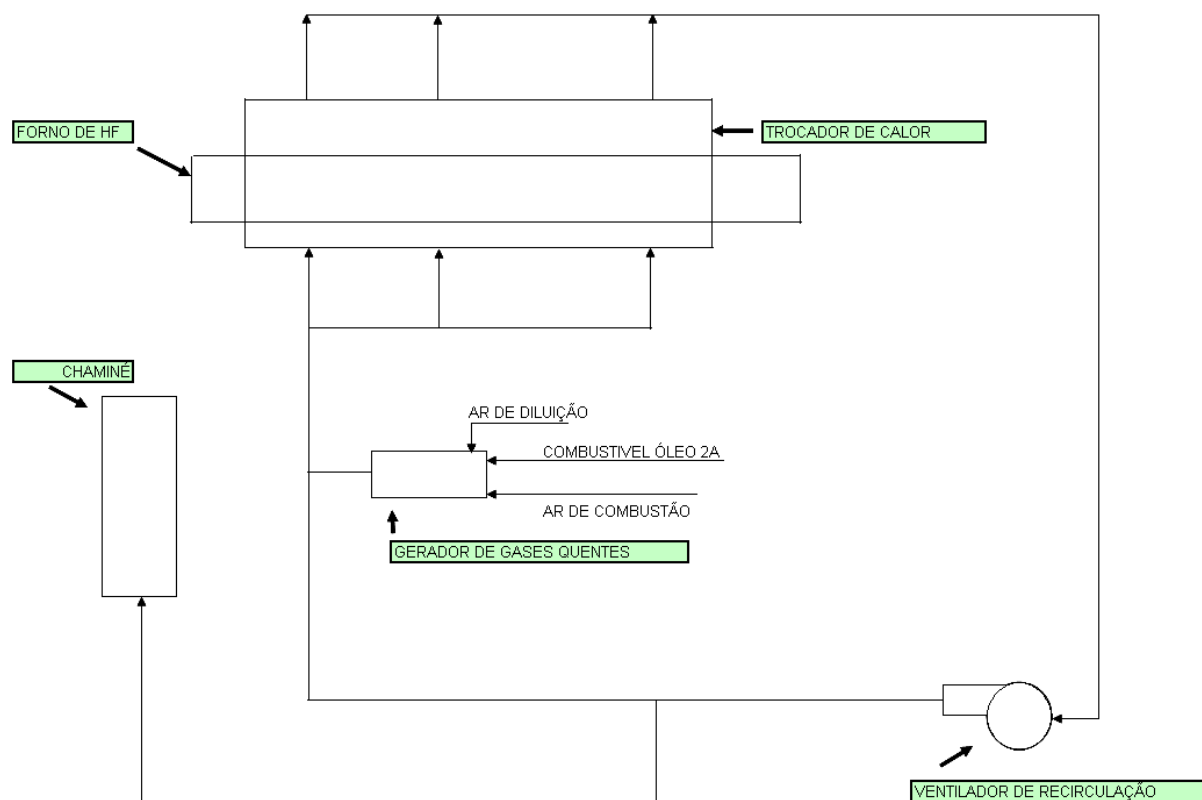 FORNO DE HF
TROCADOR DE CALOR
CHAMINÉ
AR DE DILUIÇÃO
COMBUSTIVEL ÓLEO 2A
AR DE COMBUSTÃO
GERADOR DE GASES QUENTES
VENTILADOR DE RECIRCULAÇÃO